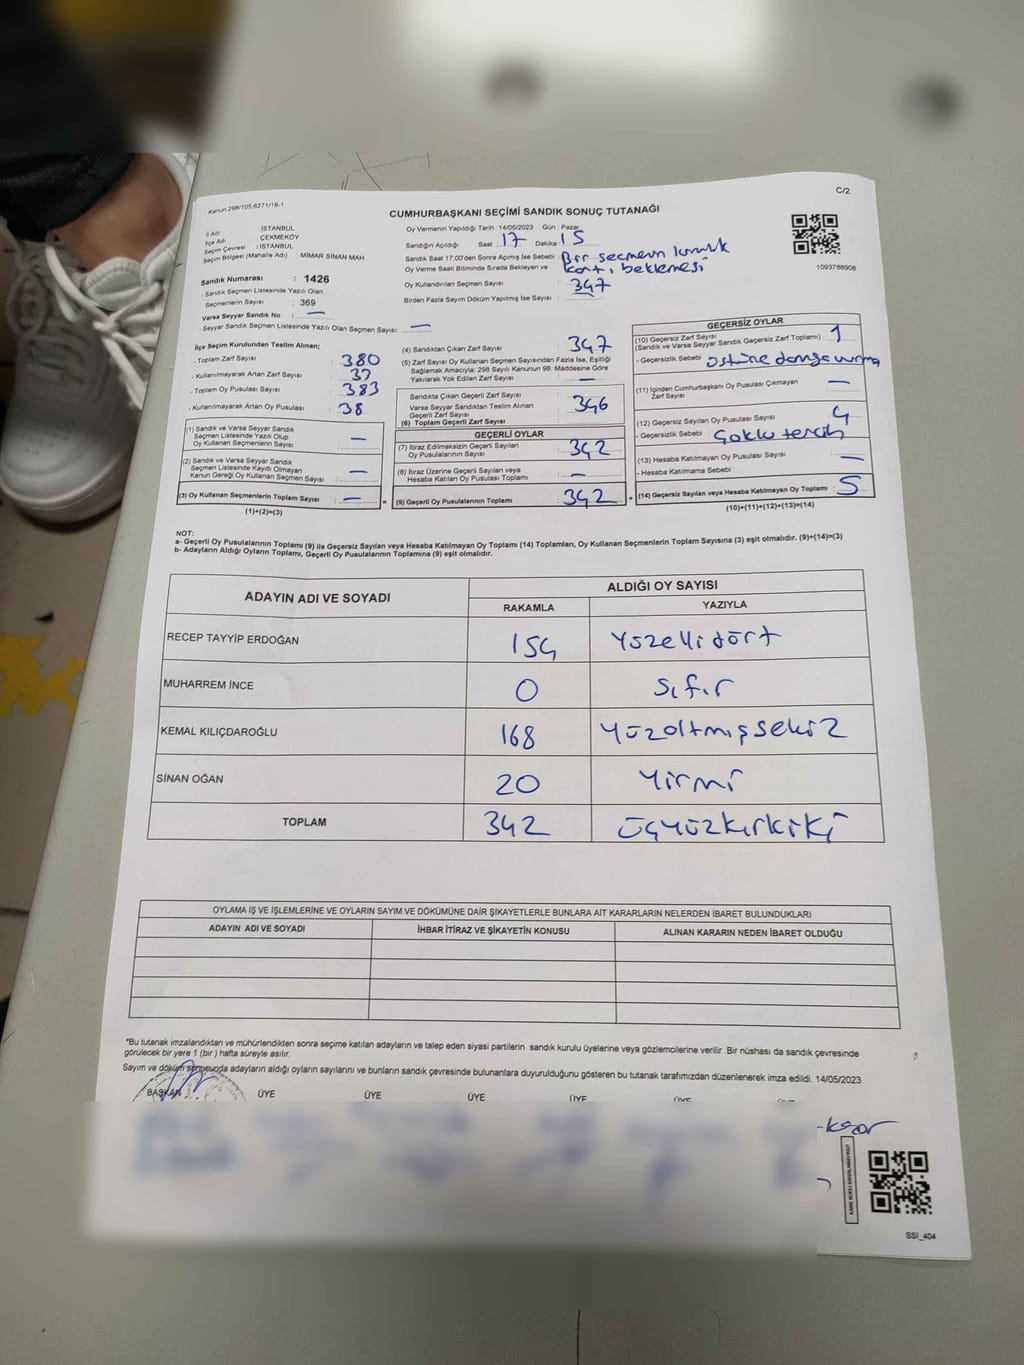 Kanun 298/105,6271/18-1
C/2
CUMHURBAŞKANI SEÇİMİ SANDIK SONUÇ TUTANAĞI
İl Adı : İSTANBUL
İlçe Adı : ÇEKMEKÖY
Seçim Çevresi : İSTANBUL
Seçim Bölgesi (Mahalle Adı) : MİMAR SİNAN MAH.
Sandık Numarası : 1426
- Sandık Seçmen Listesinde Yazılı Olan
Seçmenlerin Sayısı : 369
Varsa Seyyar Sandık No : —
- Seyyar Sandık Seçmen Listesinde Yazılı Olan Seçmen Sayısı : —
Oy Vermenin Yapıldığı Tarih : 14/05/2023 Gün : Pazar
Sandığın Açıldığı Saat : 17 Dakika : 15
Sandık Saat 17.00'den Sonra Açımış İse Sebebi : Bir seçmenin kimlik
Oy Verme Saati Bitiminde Sırada Bekleyen ve kartı beklemesi
Oy Kullandırılan Seçmen Sayısı : 347
Birden Fazla Sayım Döküm Yapılmış İse Sayısı :
1093788908
İlçe Seçim Kurulundan Teslim Alınan;
- Toplam Zarf Sayısı : 380
- Kullanılmayarak Artan Zarf Sayısı : 37
- Toplam Oy Pusulası Sayısı : 383
- Kullanılmayarak Artan Oy Pusulası : 38
(1) Sandık ve Varsa Seyyar Sandık
Seçmen Listesinde Yazılı Olup
Oy Kullanan Seçmenlerin Sayısı : —
(2) Sandık ve Varsa Seyyar Sandık
Seçmen Listesinde Kayıtlı Olmayan
Kanun Gereği Oy Kullanan Seçmen Sayısı : —
(3) Oy Kullanan Seçmenlerin Toplam Sayısı : — =
(1)+(2)=(3)
(4) Sandıktan Çıkan Zarf Sayısı : 347
(5) Zarf Sayısı Oy Kullanan Seçmen Sayısından Fazla İse, Eşitliği
Sağlamak Amacıyla; 298 Sayılı Kanunun 98. Maddesine Göre
Yakılarak Yok Edilen Zarf Sayısı : —
Sandıkta Çıkan Geçerli Zarf Sayısı
Varsa Seyyar Sandıktan Teslim Alınan
Geçerli Zarf Sayısı
(6) Toplam Geçerli Zarf Sayısı : 346
GEÇERLİ OYLAR
(7) İtiraz Edilmeksizin Geçerli Sayılan
Oy Pusulalarının Sayısı : 342
(8) İtiraz Üzerine Geçerli Sayılan veya
Hesaba Katılan Oy Pusulası Toplamı : —
(9) Geçerli Oy Pusulalarının Toplamı : 342 +
GEÇERSİZ OYLAR
(10) Geçersiz Zarf Sayısı
(Sandık ve Varsa Seyyar Sandık Geçersiz Zarf Toplamı) : 1
- Geçersizlik Sebebi : üstüne damga vurma
(11) İçinden Cumhurbaşkanı Oy Pusulası Çıkmayan
Zarf Sayısı : —
(12) Geçersiz Sayılan Oy Pusulası Sayısı : 4
- Geçersizlik Sebebi : Çoklu tercih
(13) Hesaba Katılmayan Oy Pusulası Sayısı : —
- Hesaba Katılmama Sebebi :
(14) Geçersiz Sayılan veya Hesaba Katılmayan Oy Toplamı : 5
(10)+(11)+(12)+(13)=(14)
NOT:
a- Geçerli Oy Pusulalarının Toplamı (9) ile Geçersiz Sayılan veya Hesaba Katılmayan Oy Toplamı (14) Toplamları, Oy Kullanan Seçmenlerin Toplam Sayısına (3) eşit olmalıdır. (9)+(14)=(3)
b- Adayların Aldığı Oyların Toplamı, Geçerli Oy Pusulalarının Toplamına (9) eşit olmalıdır.
ADAYIN ADI VE SOYADI ALDIĞI OY SAYISI
RAKAMLA YAZIYLA
RECEP TAYYİP ERDOĞAN 154 Yüzellidört
MUHARREM İNCE 0 Sıfır
KEMAL KILIÇDAROĞLU 168 Yüzaltmışsekiz
SİNAN OĞAN 20 Yirmi
TOPLAM 342 Üçyüzkırkiki
OYLAMA İŞ VE İŞLEMLERİNE VE OYLARIN SAYIM VE DÖKÜMÜNE DAİR ŞİKAYETLERLE BUNLARA AİT KARARLARIN NELERDEN İBARET BULUNDUKLARI
ADAYIN ADI VE SOYADI İHBAR İTİRAZ VE ŞİKAYETİN KONUSU ALINAN KARARIN NEDEN İBARET OLDUĞU
*Bu tutanak imzalandıktan ve mühürlendikten sonra seçime katılan adayların ve talep eden siyasi partilerin sandık kurulu üyelerine veya gözlemcilerine verilir. Bir nüshası da sandık çevresinde
görülecek bir yere 1 (bir) hafta süreyle asılır.
Sayım ve döküm sonucunda adayların aldığı oyların sayılarını ve bunların sandık çevresinde bulunanlara duyurulduğunu gösteren bu tutanak tarafımızdan düzenlenerek imza edildi. 14/05/2023
BAŞKAN ÜYE ÜYE ÜYE ÜYE ÜYE
SSI_404